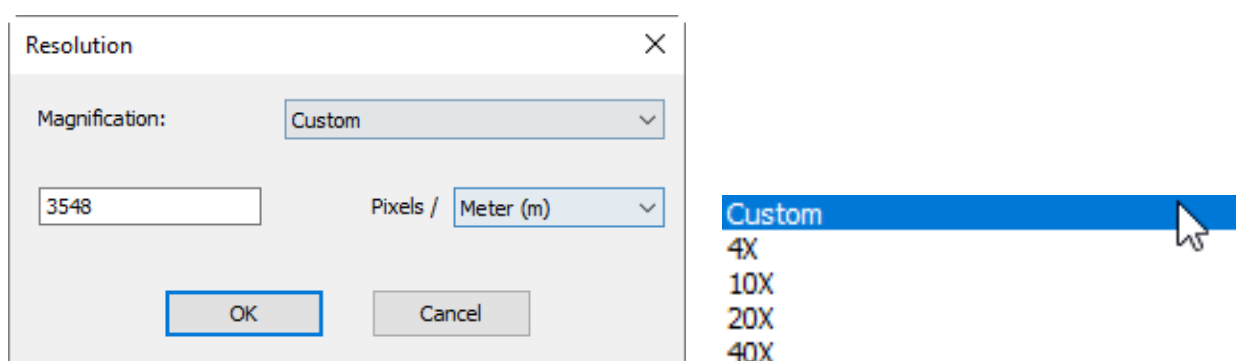 Resolution
Magnification: Custom
3548 Pixels / Meter (m)
OK Cancel
Custom
4X
10X
20X
40X